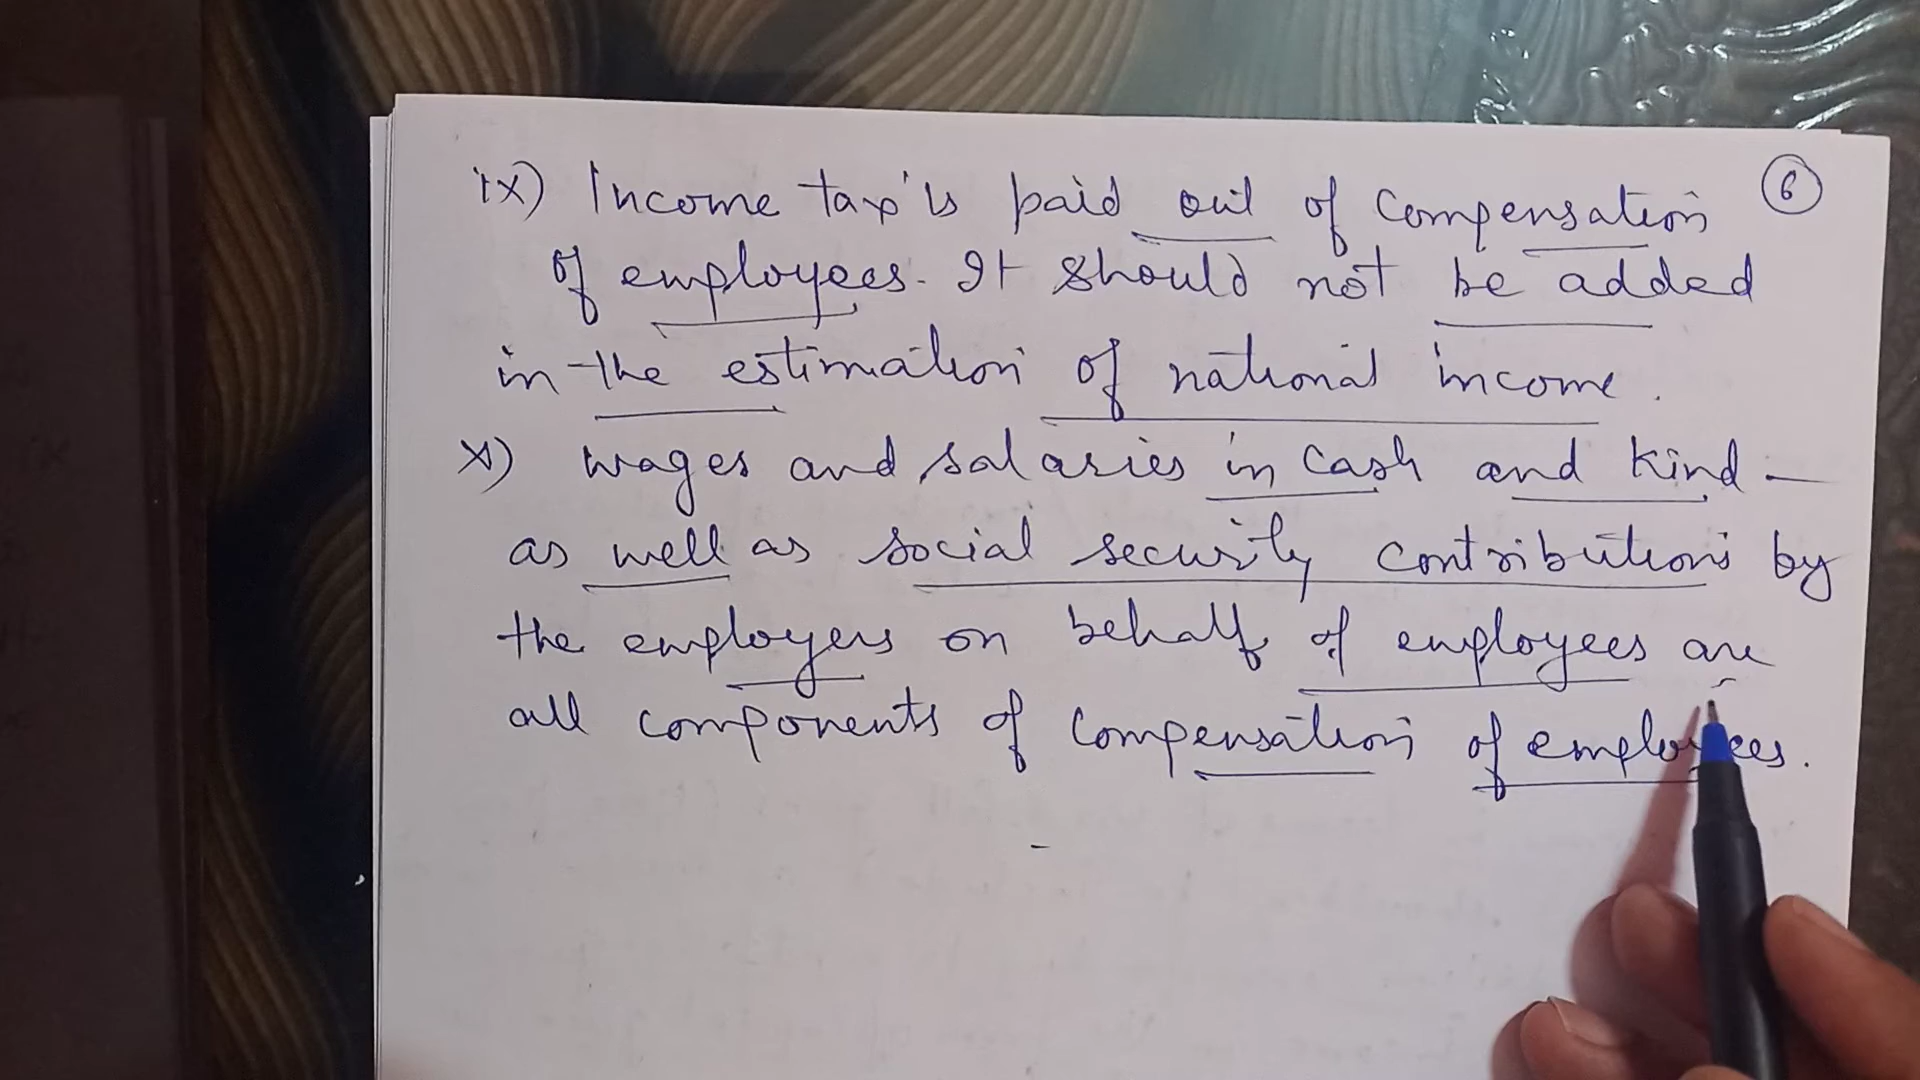 ix) Income tax is paid out of compensation
6
of employees. It should not be added
in the estimation of national income.
x) wages and salaries in cash and kind -
as well as social security contributions by
the employers on behalf of employees are
all components of compensation of employees.